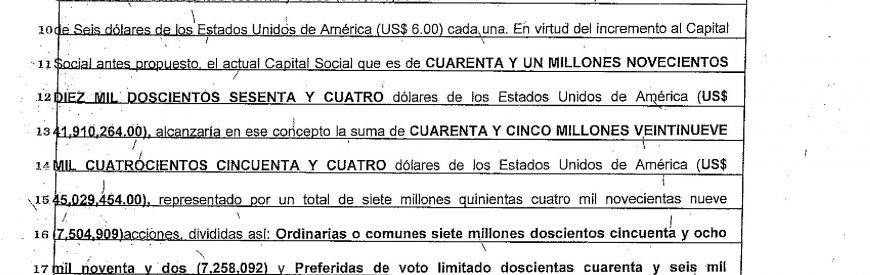 10 de Seis dólares de los Estados Unidos de América (US$ 6.00) cada una. En virtud del incremento al Capital
11 Social antes propuesto, el actual Capital Social que es de CUARENTA Y UN MILLONES NOVECIENTOS
12 DIEZ MIL DOSCIENTOS SESENTA Y CUATRO dólares de los Estados Unidos de América (US$
13 41,910,264.00), alcanzaría en ese concepto la suma de CUARENTA Y CINCO MILLONES VEINTINUEVE
14 MIL CUATROCIENTOS CINCUENTA Y CUATRO dólares de los Estados Unidos de América (US$
15 45,029,454.00), representado por un total de siete millones quinientas cuatro mil novecientas nueve
16 (7,504,909)acciones, divididas así: Ordinarias o comunes siete millones doscientos cincuenta y ocho
17 mil noventa y dos (7,258,092) y Preferidas de voto limitado doscientas cuarenta y seis mil